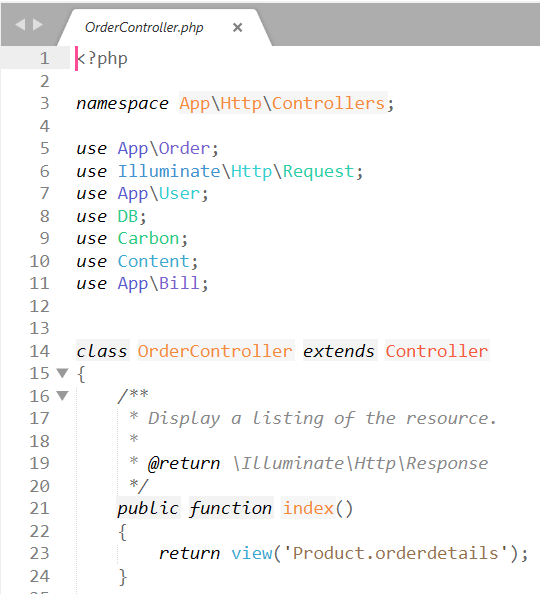 OrderController.php ×
1 <?php
2
3 namespace App\Http\Controllers;
4
5 use App\Order;
6 use Illuminate\Http\Request;
7 use App\User;
8 use DB;
9 use Carbon;
10 use Content;
11 use App\Bill;
12
13
14 class OrderController extends Controller
15 {
16     /**
17      * Display a listing of the resource.
18      *
19      * @return \Illuminate\Http\Response
20      */
21     public function index()
22     {
23         return view('Product.orderdetails');
24     }